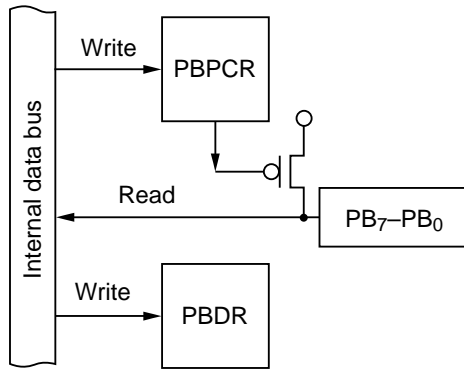 Write
PBPCR
Internal data bus
Read
PB₇–PB₀
Write
PBDR